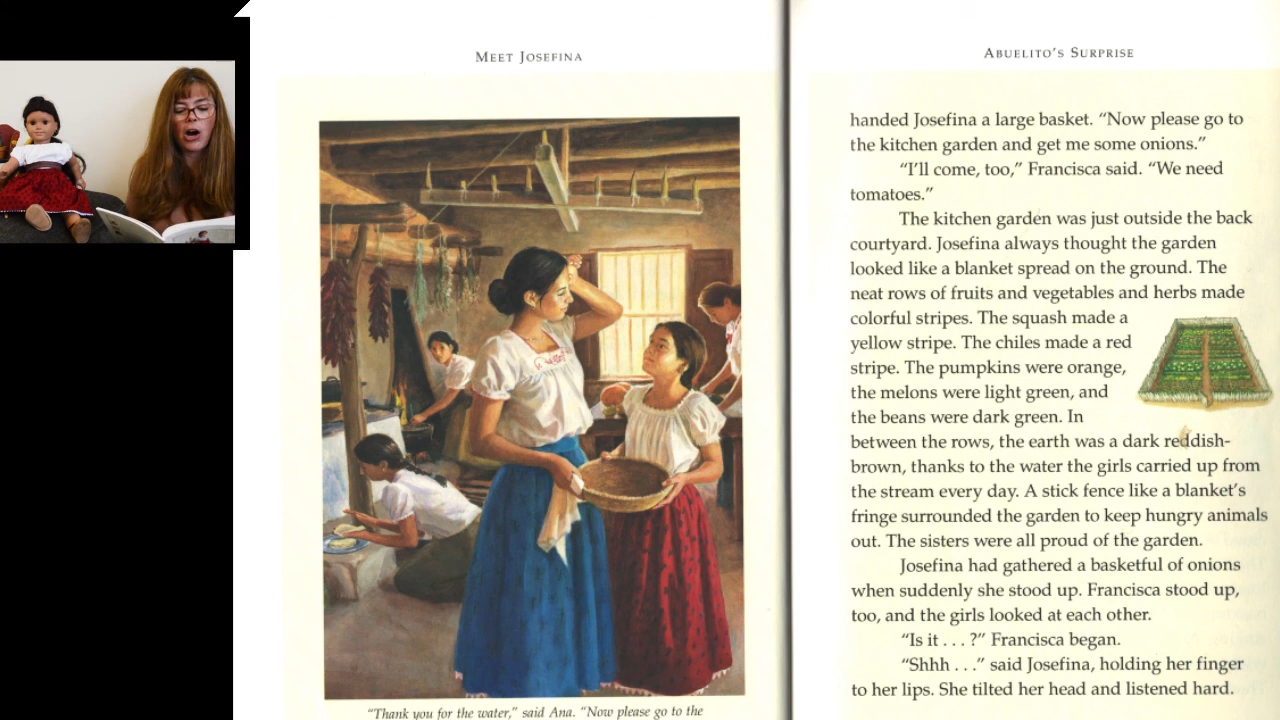 MEET JOSEFINA
"Thank you for the water," said Ana. "Now please go to the
ABUELITO'S SURPRISE
handed Josefina a large basket. "Now please go to
the kitchen garden and get me some onions."
"I'll come, too," Francisca said. "We need
tomatoes."
The kitchen garden was just outside the back
courtyard. Josefina always thought the garden
looked like a blanket spread on the ground. The
neat rows of fruits and vegetables and herbs made
colorful stripes. The squash made a
yellow stripe. The chiles made a red
stripe. The pumpkins were orange,
the melons were light green, and
the beans were dark green. In
between the rows, the earth was a dark reddish-
brown, thanks to the water the girls carried up from
the stream every day. A stick fence like a blanket's
fringe surrounded the garden to keep hungry animals
out. The sisters were all proud of the garden.
Josefina had gathered a basketful of onions
when suddenly she stood up. Francisca stood up,
too, and the girls looked at each other.
"Is it . . . ?" Francisca began.
"Shhh . . ." said Josefina, holding her finger
to her lips. She tilted her head and listened hard.